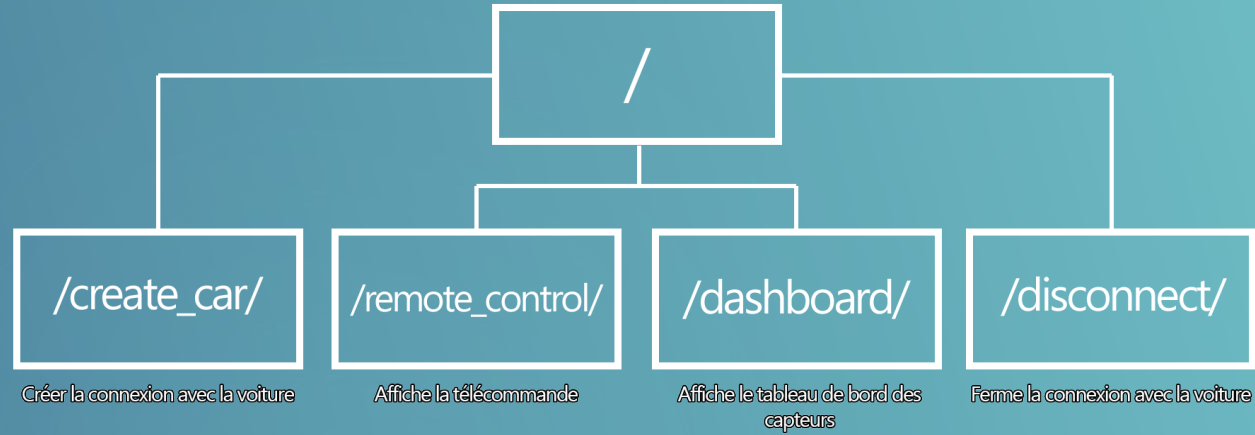 /
/create_car/
/remote_control/
/dashboard/
/disconnect/
Créer la connexion avec la voiture
Affiche la télécommande
Affiche le tableau de bord des
capteurs
Ferme la connexion avec la voiture